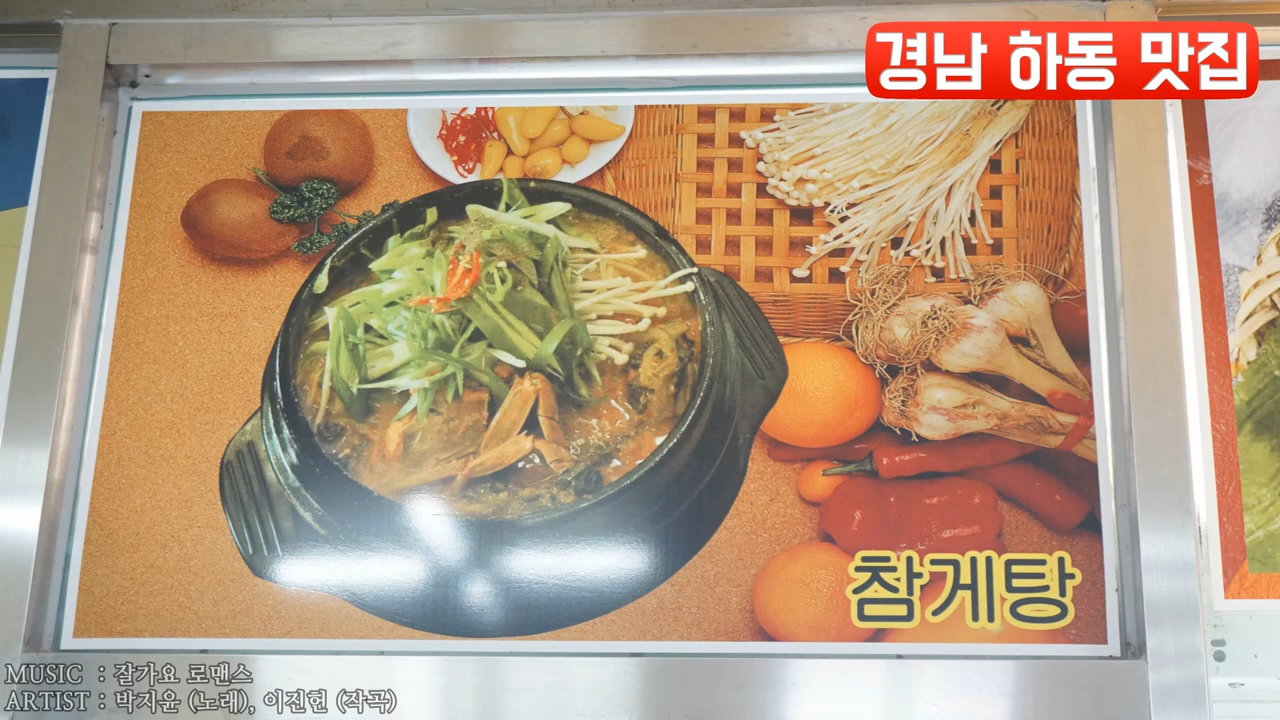 경남 하동 맛집
참게탕
MUSIC : 잘가요 로맨스
ARTIST : 박지윤 (노래), 이진헌 (작곡)